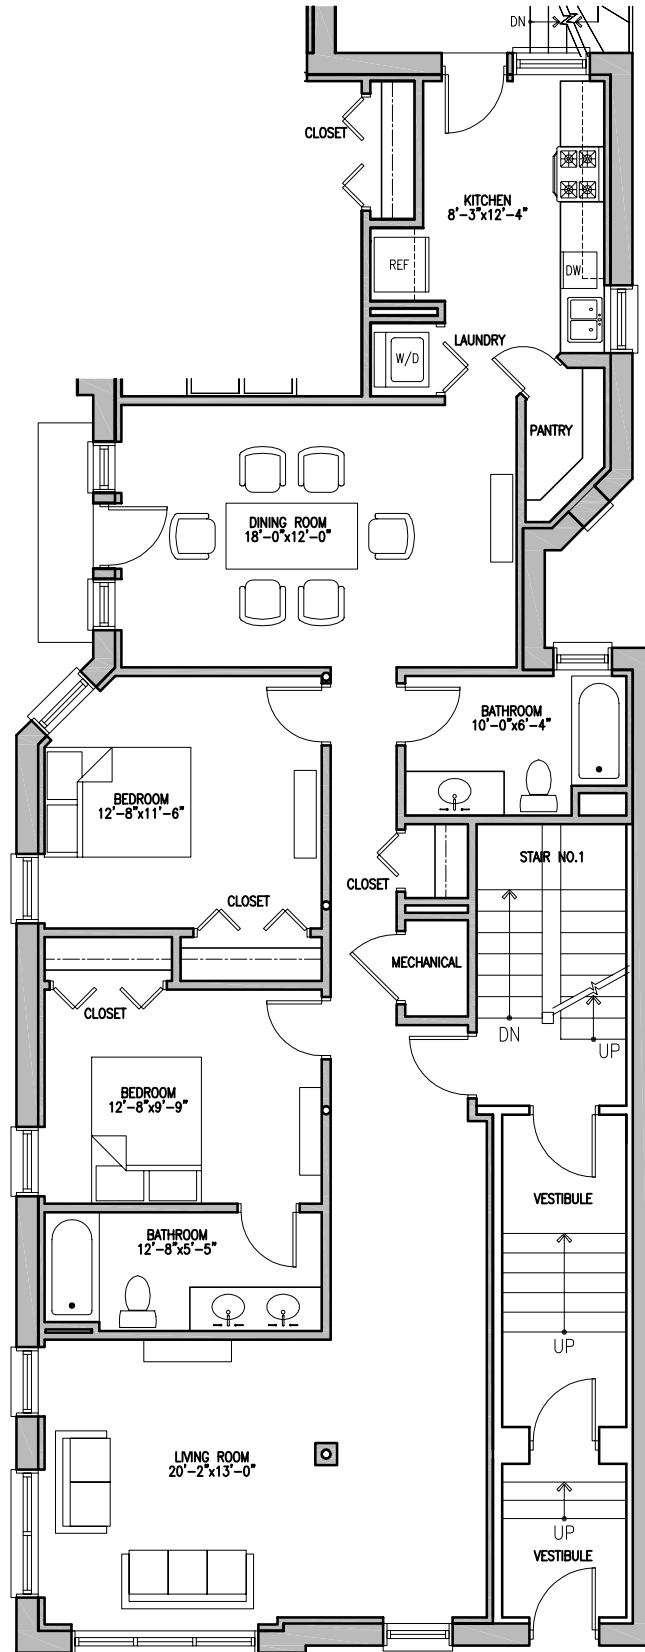 DN
CLOSET
KITCHEN
8'-3"x12'-4"
REF
DW
LAUNDRY
W/D
PANTRY
DINING ROOM
18'-0"x12'-0"
BATHROOM
10'-0"x6'-4"
BEDROOM
12'-8"x11'-6"
STAIR NO.1
CLOSET
CLOSET
MECHANICAL
CLOSET
DN
UP
BEDROOM
12'-8"x9'-9"
VESTIBULE
BATHROOM
12'-8"x5'-5"
UP
LIVING ROOM
20'-2"x13'-0"
UP
VESTIBULE